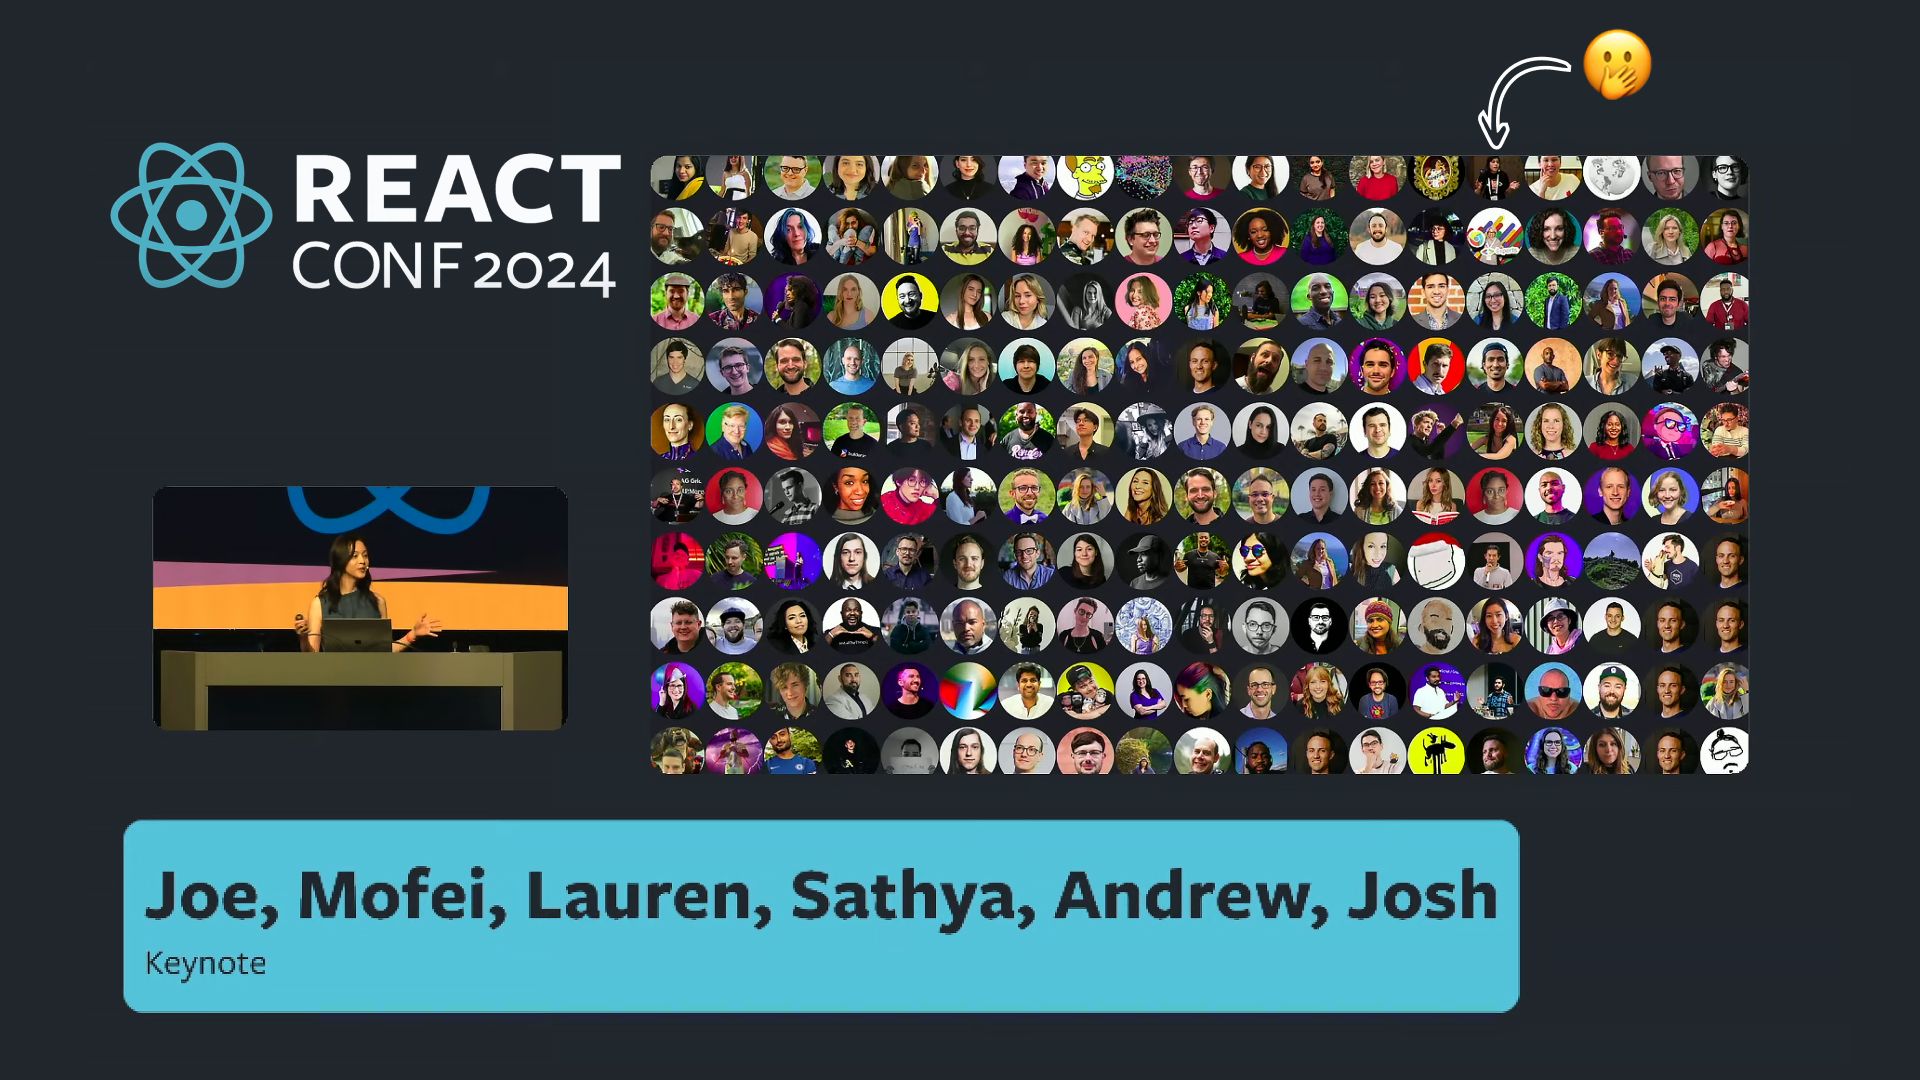 REACT
CONF 2024
Joe, Mofei, Lauren, Sathya, Andrew, Josh
Keynote